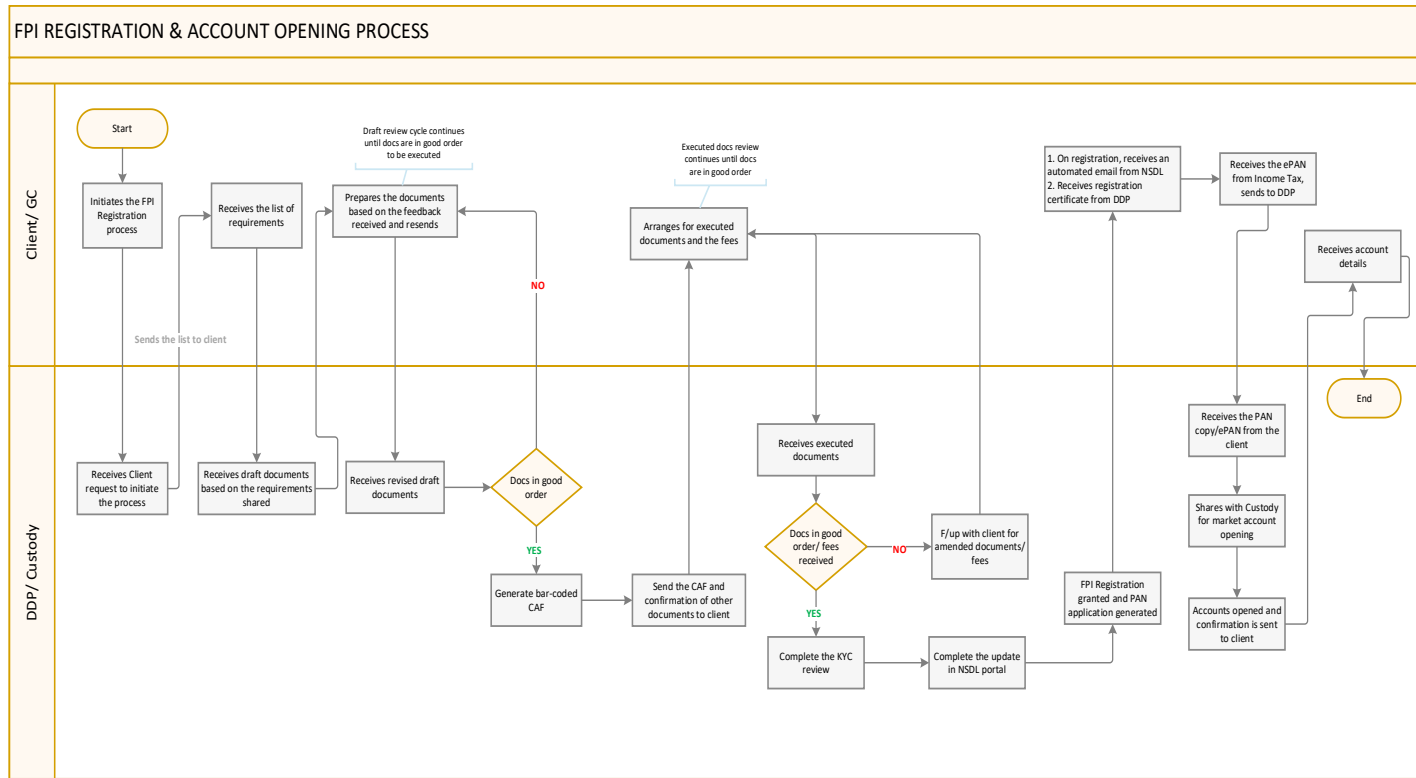 FPI REGISTRATION & ACCOUNT OPENING PROCESS
Client/ GC
Start
Initiates the FPI
Registration
process
Receives the list of
requirements
Draft review cycle continues
until docs are in good order
to be executed
Prepares the documents
based on the feedback
received and resends
Executed docs review
continues until docs
are in good order
Arranges for executed
documents and the fees
1. On registration, receives an
automated email from NSDL
2. Receives registration
certificate from DDP
Receives the ePAN
from Income Tax,
sends to DDP
Receives account
details
NO
Sends the list to client
DDP/ Custody
Receives Client
request to initiate
the process
Receives draft documents
based on the requirements
shared
Receives revised draft
documents
Docs in good
order
YES
Generate bar-coded
CAF
Send the CAF and
confirmation of other
documents to client
Receives executed
documents
Docs in good
order/ fees
received
NO
F/up with client for
amended documents/
fees
YES
Complete the KYC
review
Complete the update
in NSDL portal
FPI Registration
granted and PAN
application generated
Receives the PAN
copy/ePAN from the
client
Shares with Custody
for market account
opening
Accounts opened and
confirmation is sent
to client
End